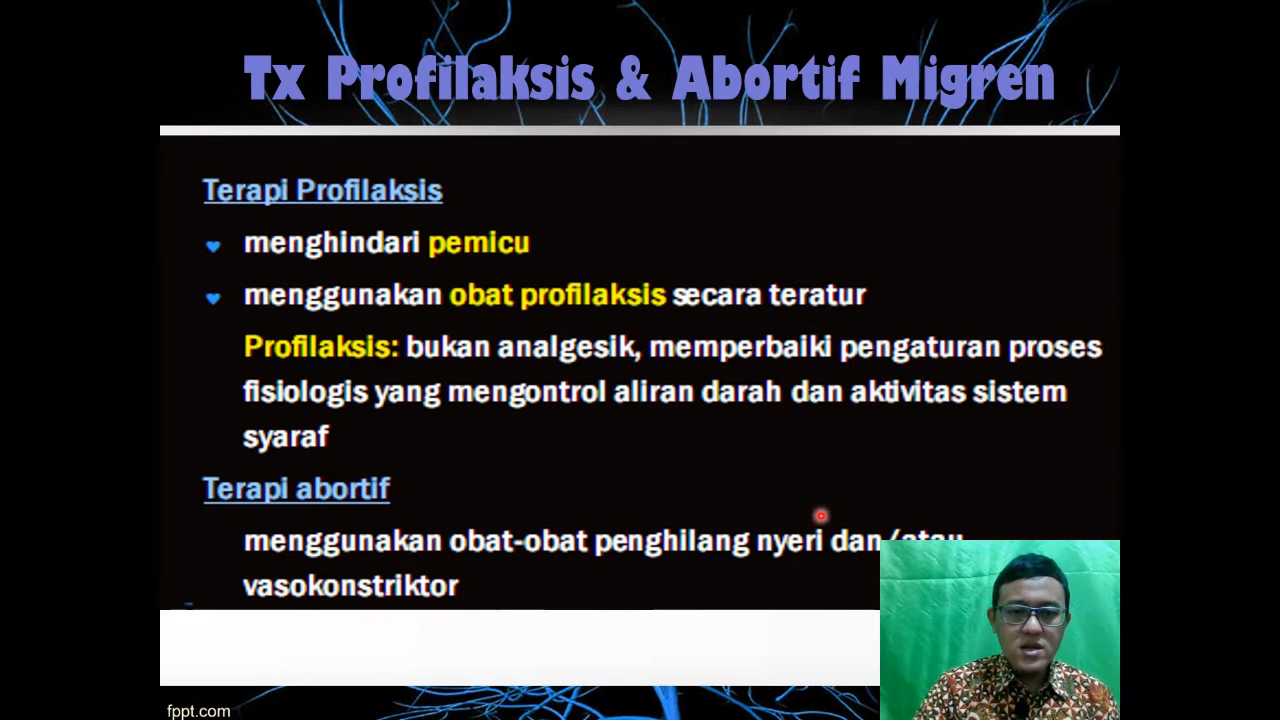 Tx Profilaksis & Abortif Migren
Terapi Profilaksis
menghindari pemicu
menggunakan obat profilaksis secara teratur
Profilaksis: bukan analgesik, memperbaiki pengaturan proses
fisiologis yang mengontrol aliran darah dan aktivitas sistem
syaraf
Terapi abortif
menggunakan obat-obat penghilang nyeri dan/atau
vasokonstriktor
fppt.com